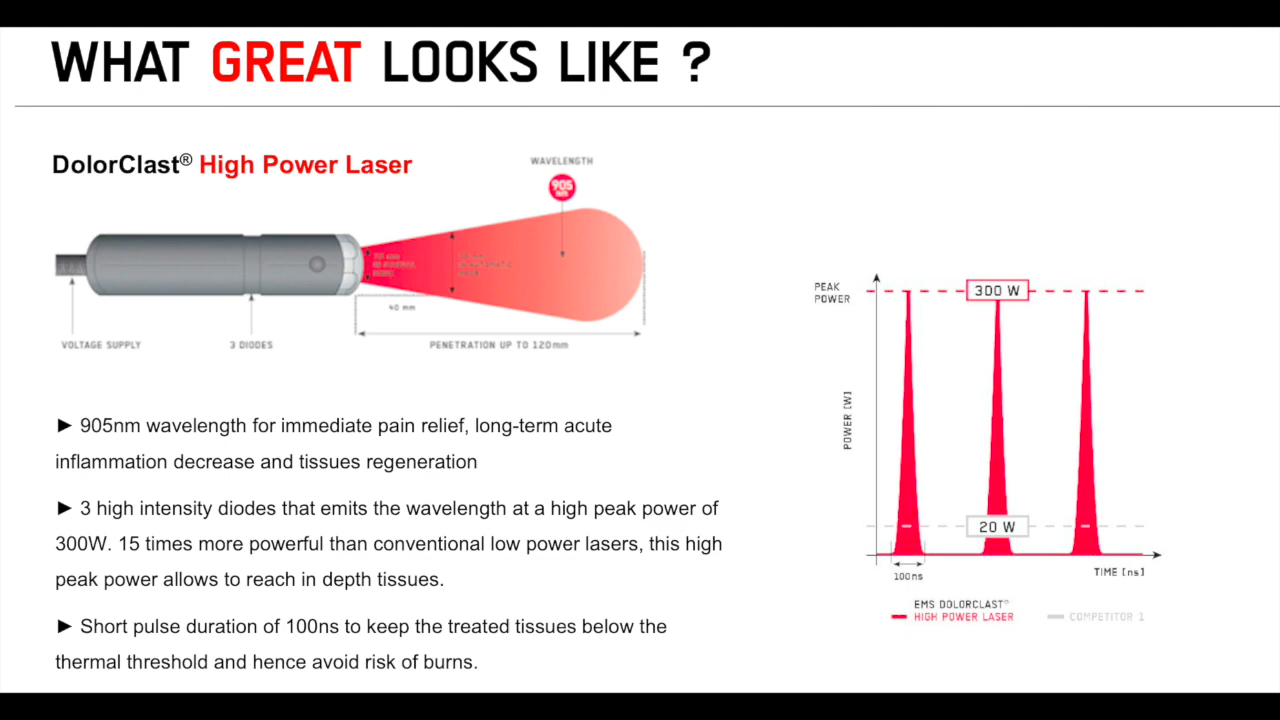 WHAT GREAT LOOKS LIKE ?
DolorClast® High Power Laser
WAVELENGTH
905
nm
40 mm
VOLTAGE SUPPLY
3 DIODES
PENETRATION UP TO 120mm
► 905nm wavelength for immediate pain relief, long-term acute
inflammation decrease and tissues regeneration
► 3 high intensity diodes that emits the wavelength at a high peak power of
300W. 15 times more powerful than conventional low power lasers, this high
peak power allows to reach in depth tissues.
► Short pulse duration of 100ns to keep the treated tissues below the
thermal threshold and hence avoid risk of burns.
PEAK
POWER
300 W
POWER [W]
20 W
100ns
TIME [ns]
EMS DOLORCLAST®
HIGH POWER LASER
COMPETITOR 1